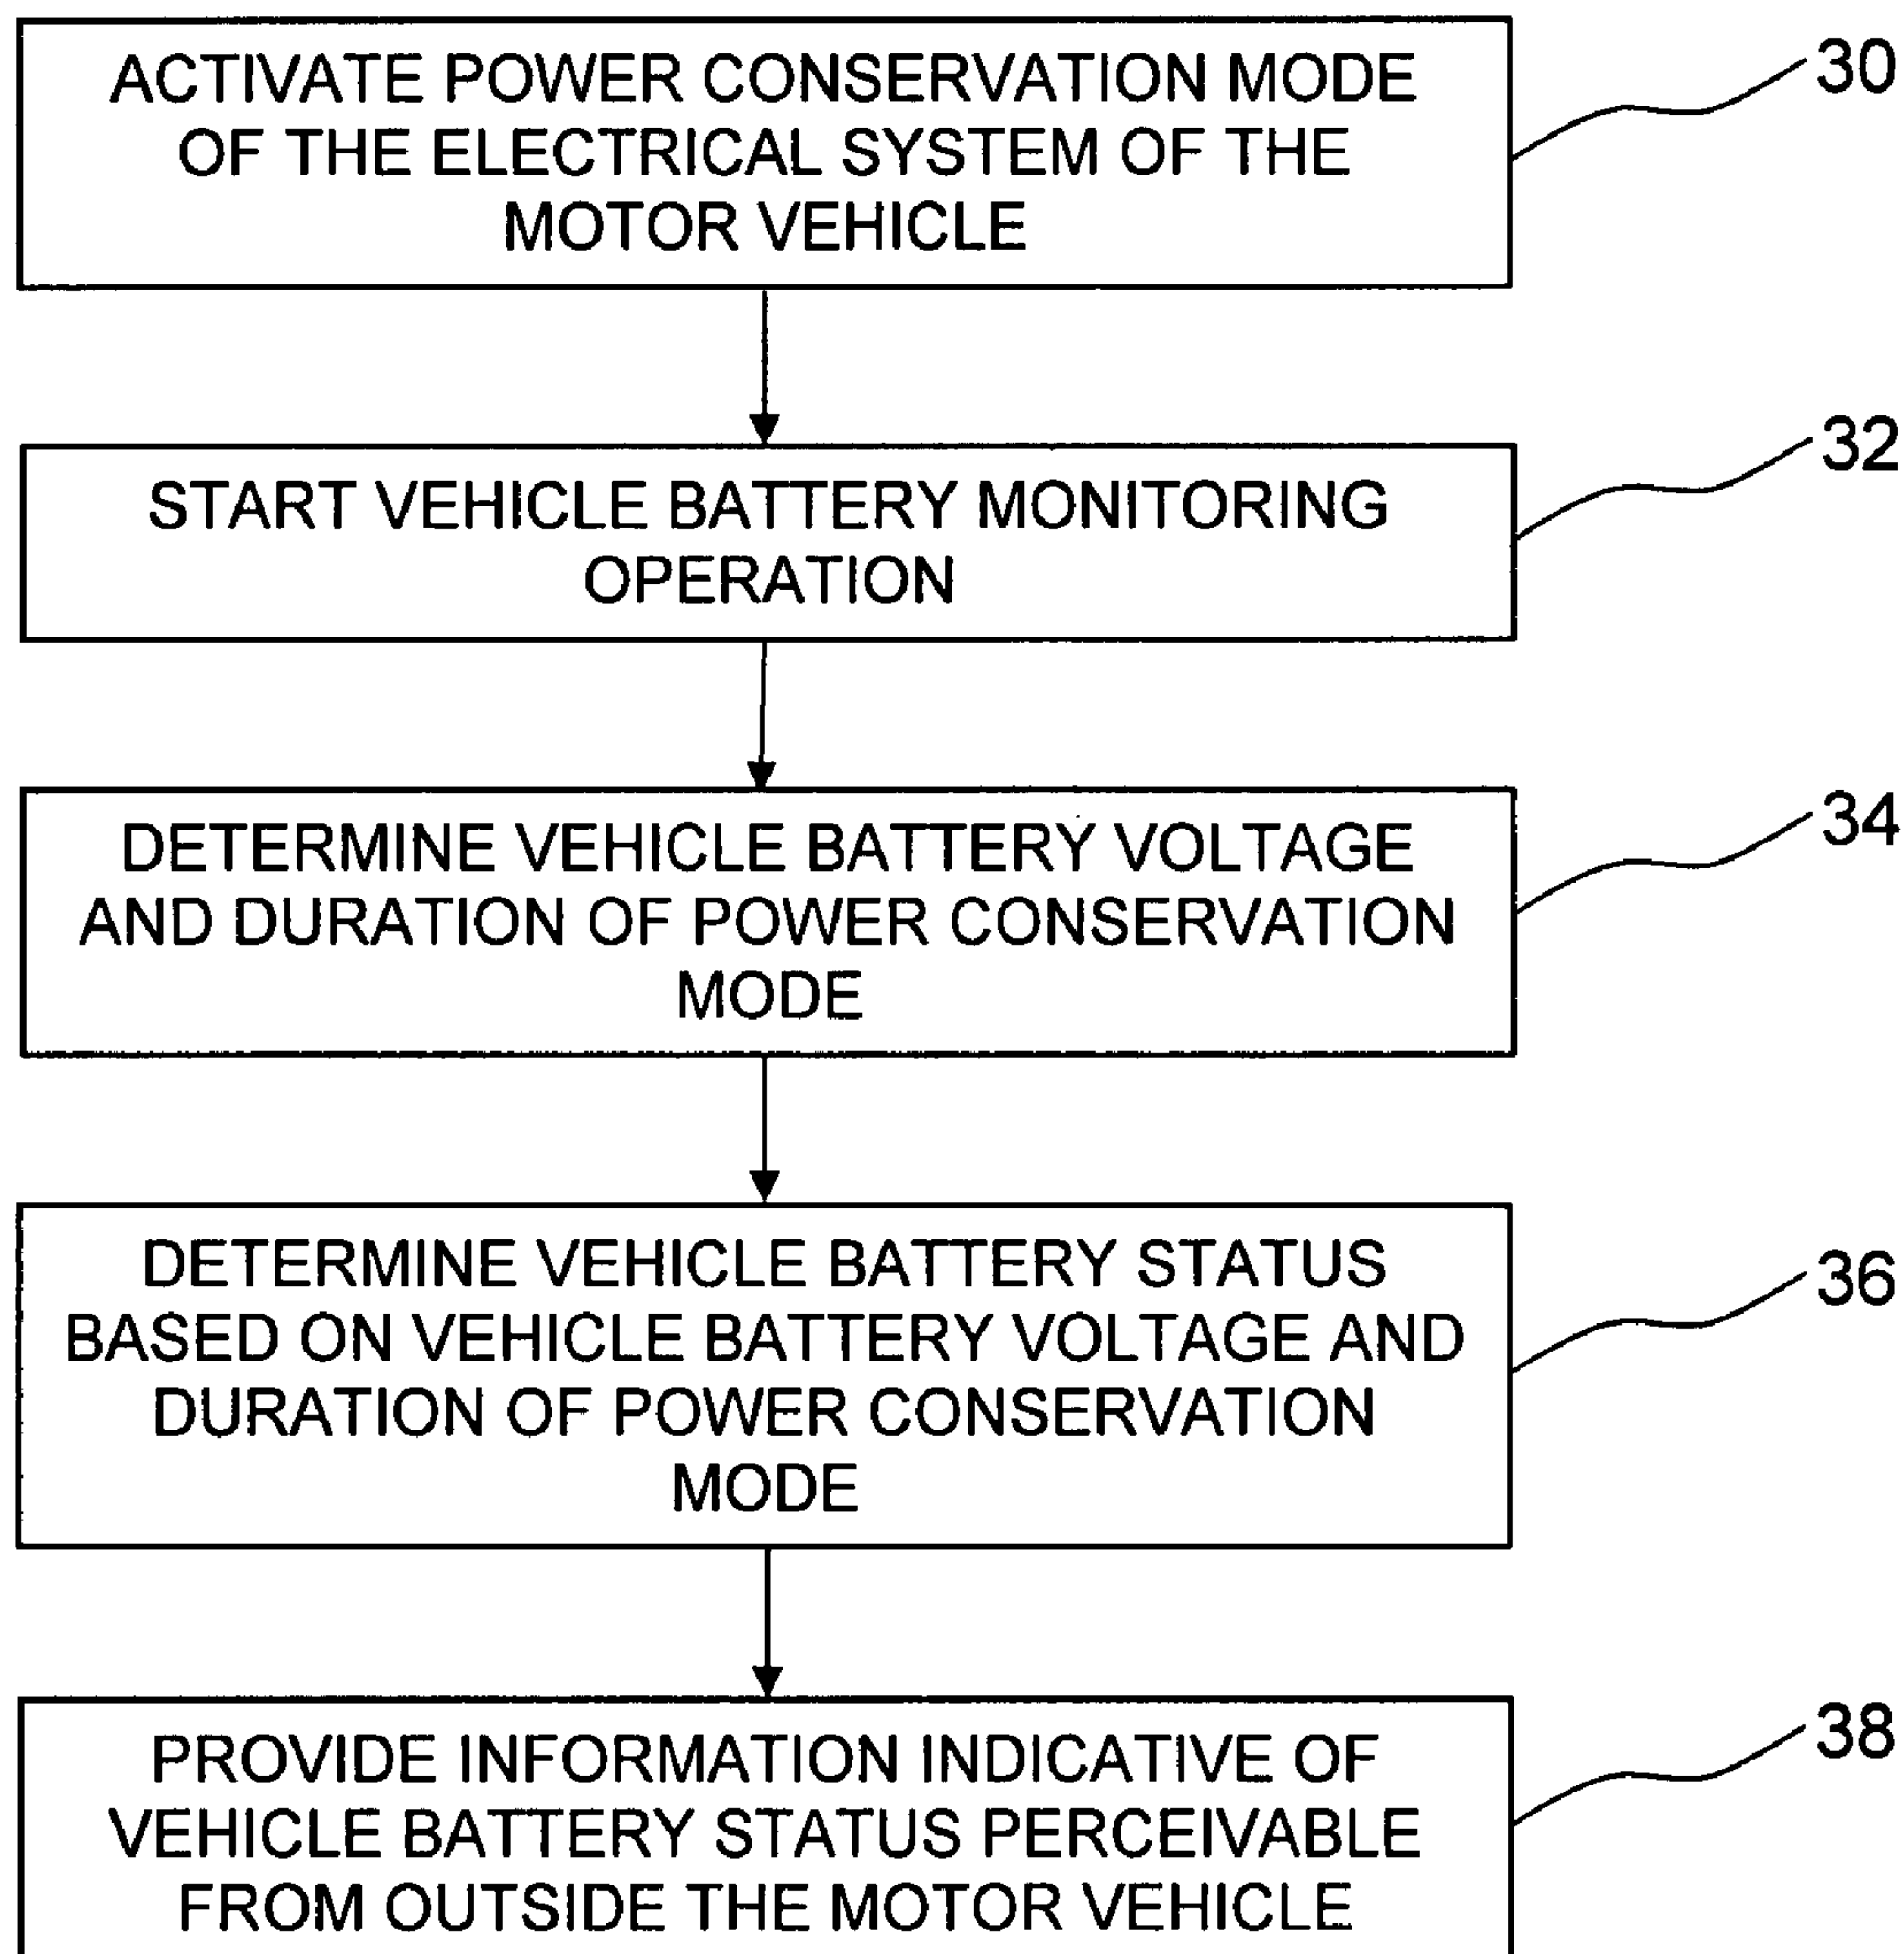 ACTIVATE POWER CONSERVATION MODE
OF THE ELECTRICAL SYSTEM OF THE
MOTOR VEHICLE
30
START VEHICLE BATTERY MONITORING
OPERATION
32
DETERMINE VEHICLE BATTERY VOLTAGE
AND DURATION OF POWER CONSERVATION
MODE
34
DETERMINE VEHICLE BATTERY STATUS
BASED ON VEHICLE BATTERY VOLTAGE AND
DURATION OF POWER CONSERVATION
MODE
36
PROVIDE INFORMATION INDICATIVE OF
VEHICLE BATTERY STATUS PERCEIVABLE
FROM OUTSIDE THE MOTOR VEHICLE
38